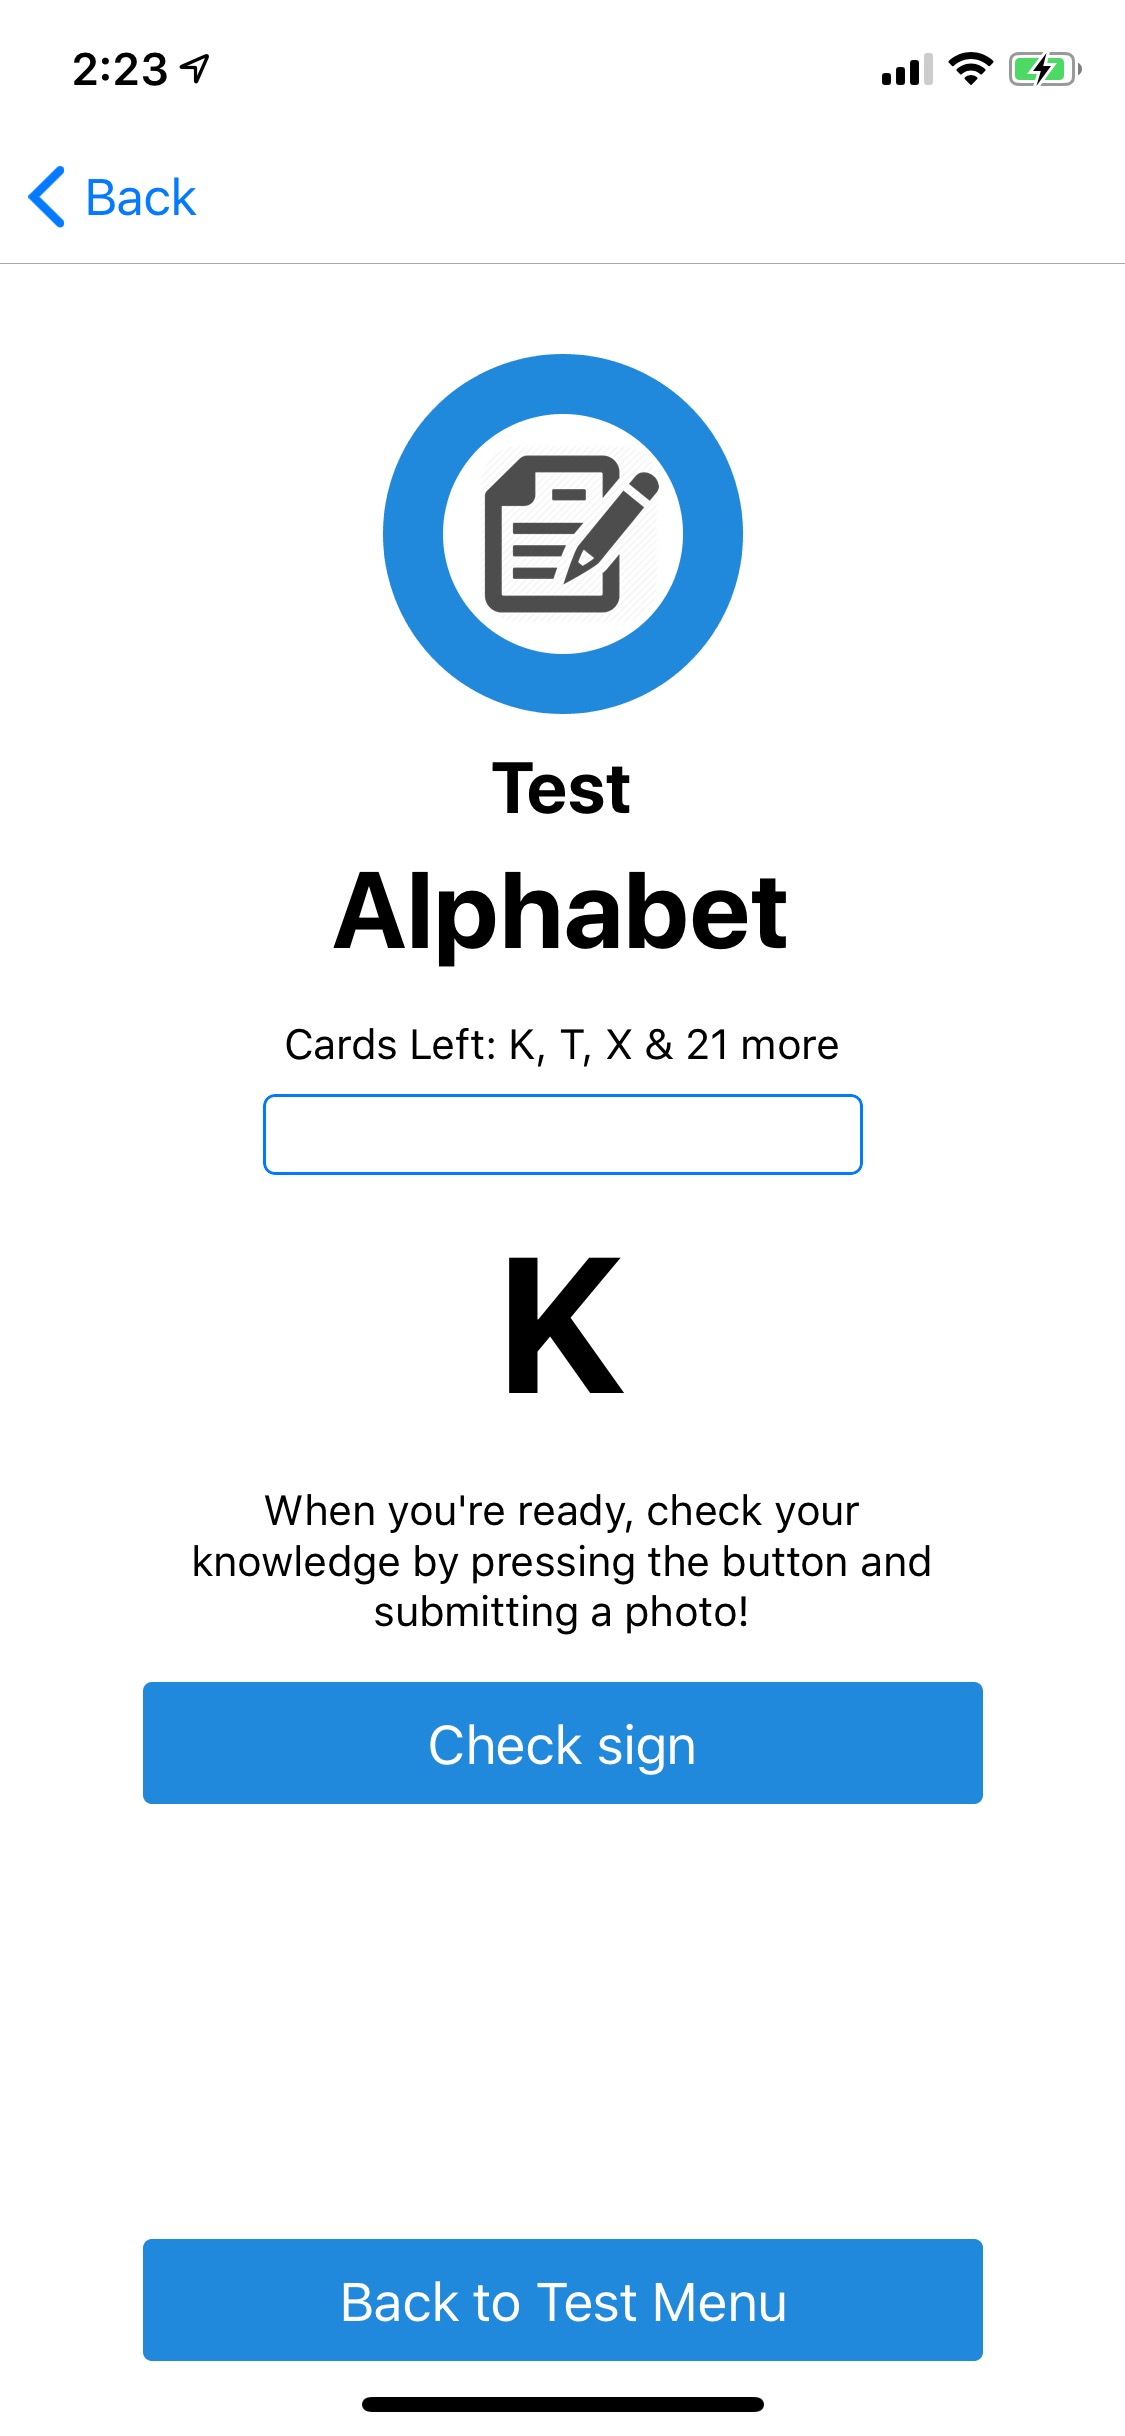 2:23
Back
Test
Alphabet
Cards Left: K, T, X & 21 more
K
When you're ready, check your
knowledge by pressing the button and
submitting a photo!
Check sign
Back to Test Menu